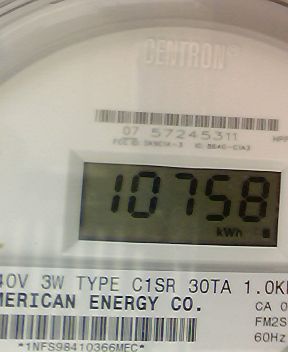 CENTRON®
07 57245311
10758
kWh
40V 3W TYPE C1SR 30TA 1.0K
MERICAN ENERGY CO.
CA 0
FM2S
60Hz
*1NFS98410366MEC*